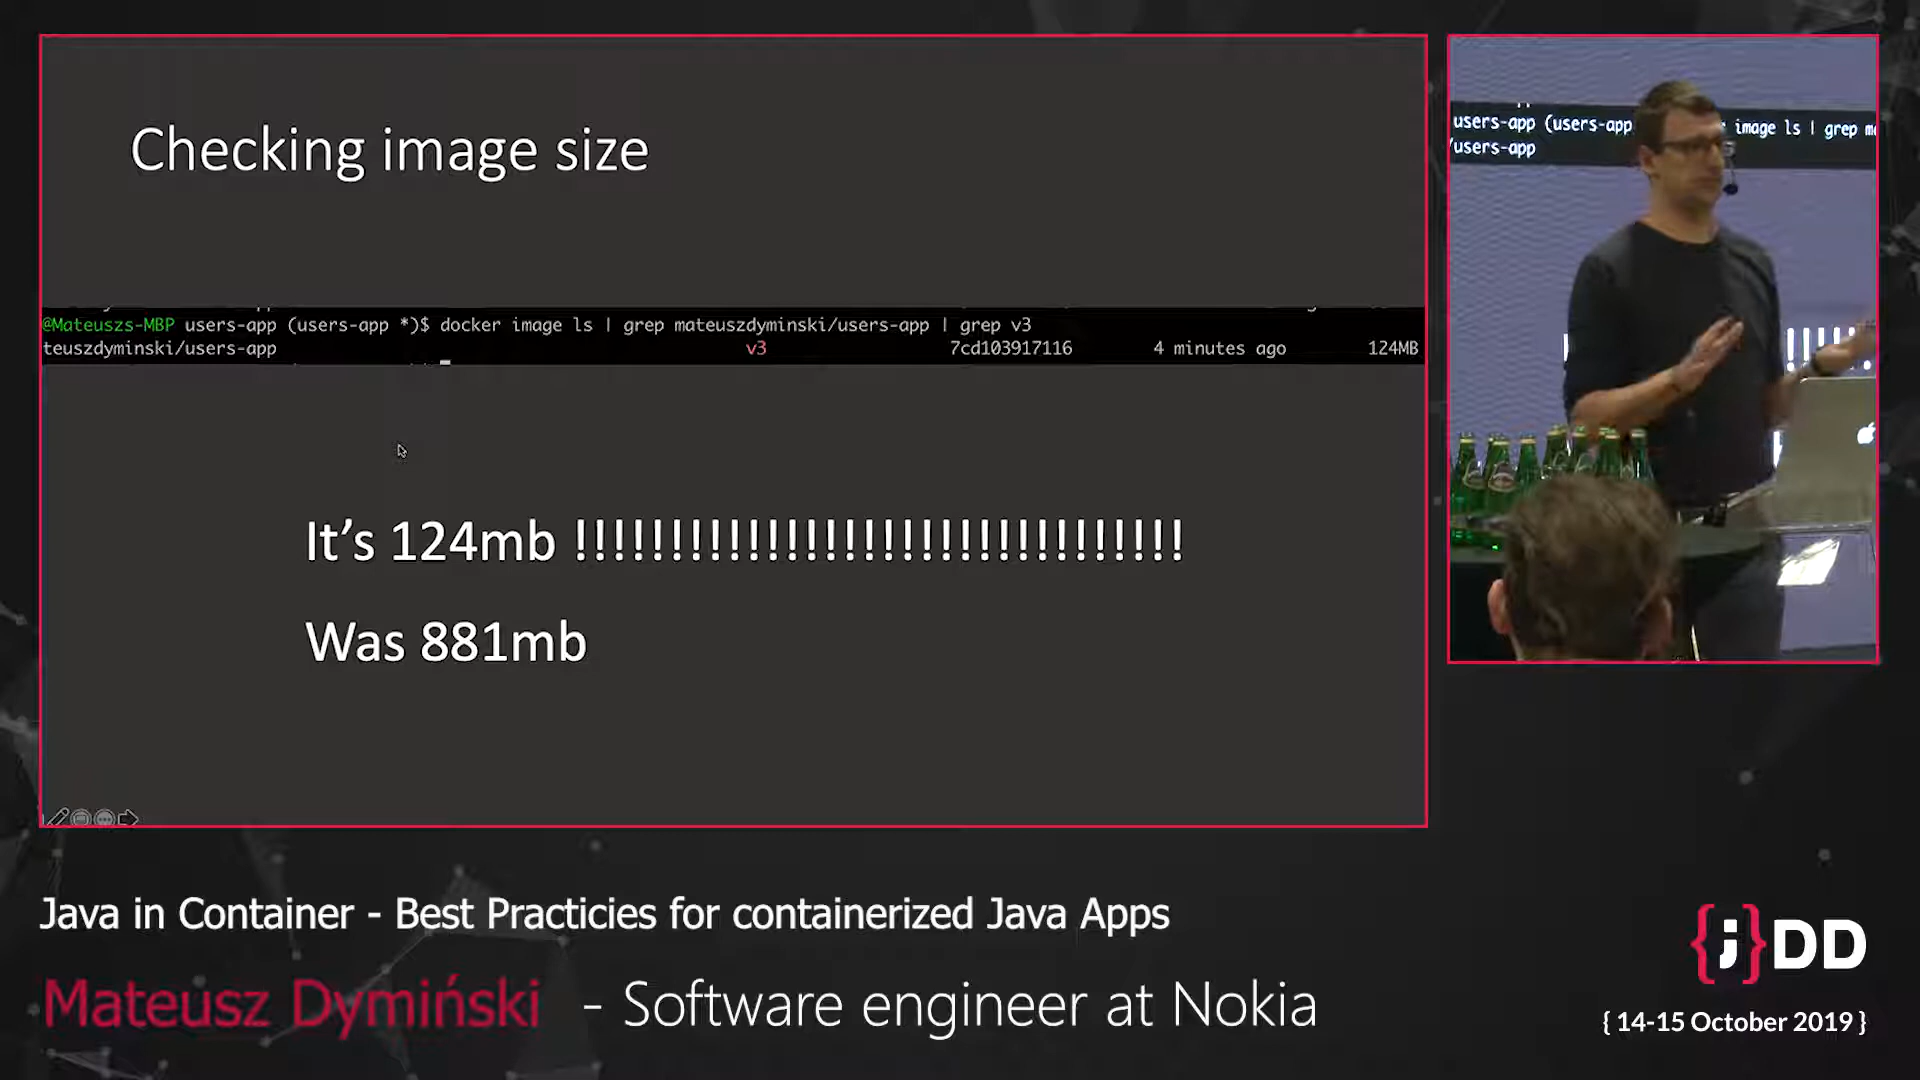 Checking image size
@Mateuszs-MBP users-app (users-app *)$ docker image ls | grep mateuszdyminski/users-app | grep v3
teuszdyminski/users-app v3 7cd103917116 4 minutes ago 124MB
It's 124mb !!!!!!!!!!!!!!!!!!!!!!!!!!!!!!!!
Was 881mb
users-app (users-app image ls | grep m
/users-app
Java in Container - Best Practicies for containerized Java Apps
Mateusz Dymiński - Software engineer at Nokia
{;}DD
{ 14-15 October 2019 }